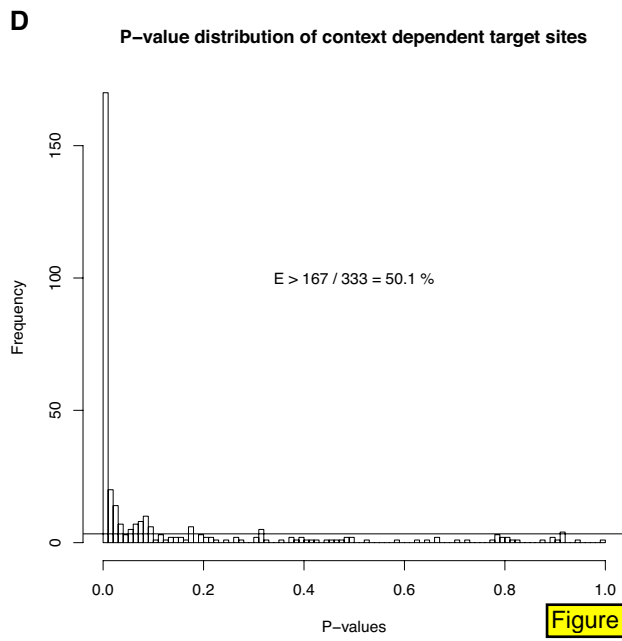 D
P−value distribution of context dependent target sites
150
100
50
0
Frequency
E > 167 / 333 = 50.1 %
0.0 0.2 0.4 0.6 0.8 1.0
P−values
Figure